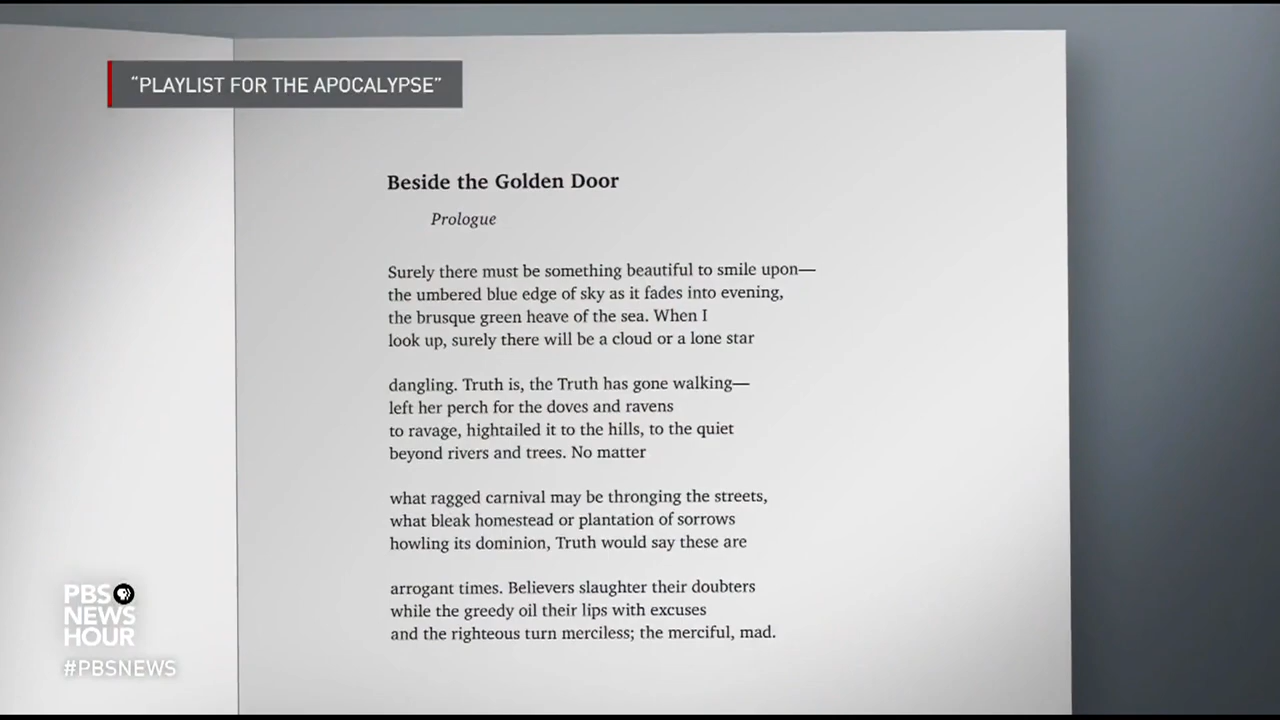 “PLAYLIST FOR THE APOCALYPSE”
Beside the Golden Door
Prologue
Surely there must be something beautiful to smile upon—
the umbered blue edge of sky as it fades into evening,
the brusque green heave of the sea. When I
look up, surely there will be a cloud or a lone star
dangling. Truth is, the Truth has gone walking—
left her perch for the doves and ravens
to ravage, hightailed it to the hills, to the quiet
beyond rivers and trees. No matter
what ragged carnival may be thronging the streets,
what bleak homestead or plantation of sorrows
howling its dominion, Truth would say these are
arrogant times. Believers slaughter their doubters
while the greedy oil their lips with excuses
and the righteous turn merciless; the merciful, mad.
PBS
NEWS
HOUR
#PBSNEWS